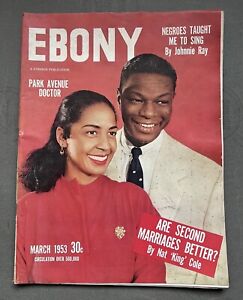 EBONY
A JOHNSON PUBLICATION
NEGROES TAUGHT
ME TO SING
By Johnnie Ray
PARK AVENUE
DOCTOR
ARE SECOND
MARRIAGES BETTER?
By Nat 'King' Cole
MARCH 1953 30c
CIRCULATION OVER 500,000